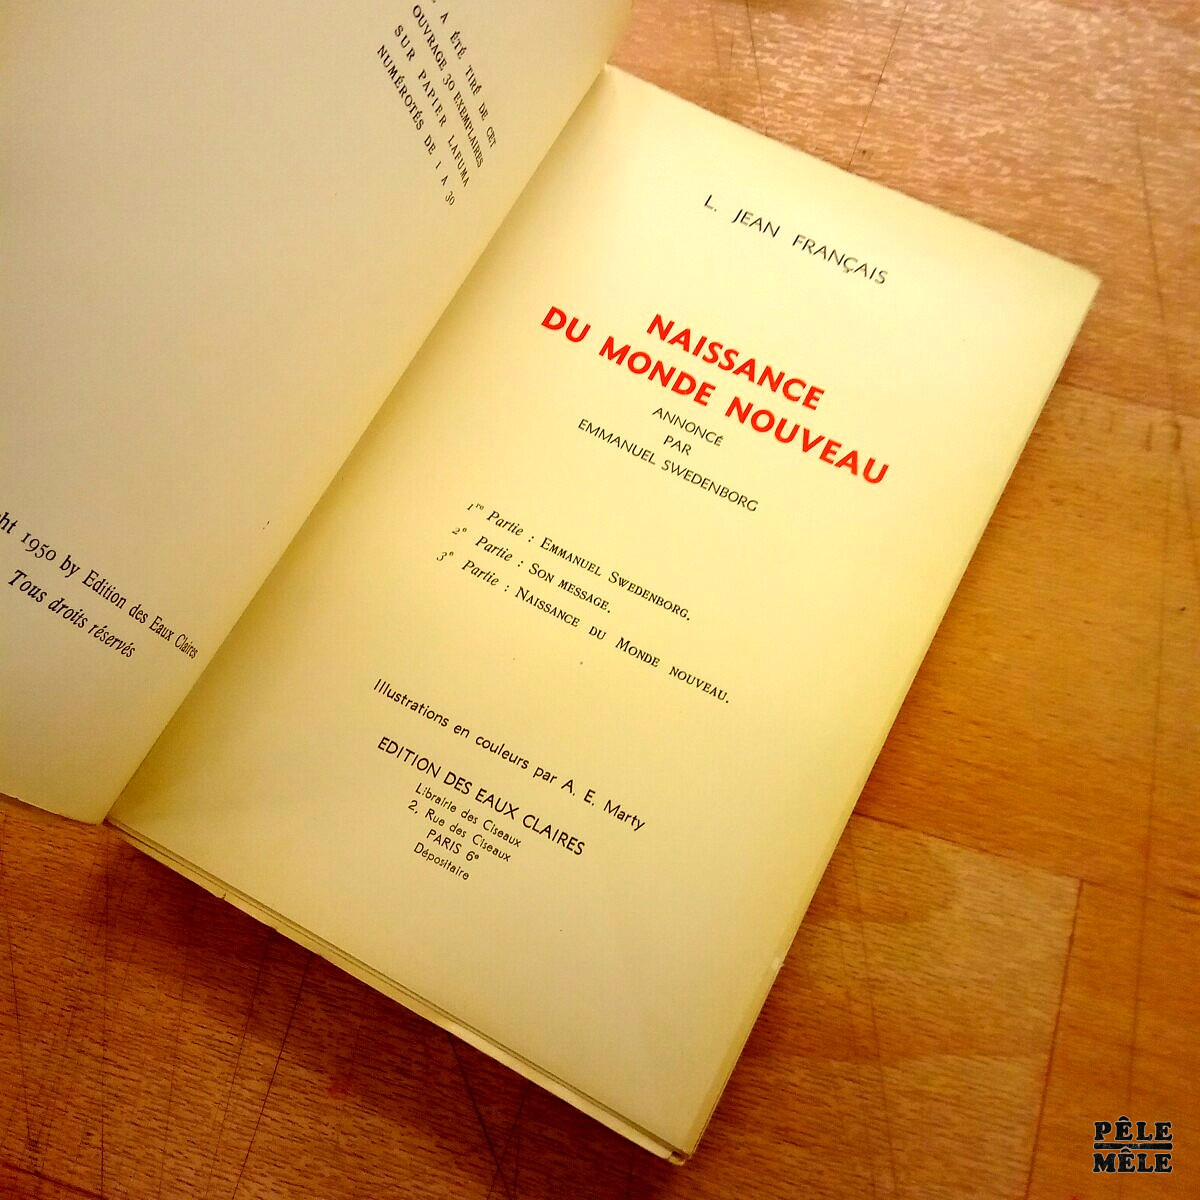 A ÉTÉ TIRÉ DE CET
OUVRAGE 30 EXEMPLAIRES
SUR PAPIER LAFUMA
NUMÉROTÉS DE 1 A 30
1950 by Edition des Eaux Claires
Tous droits réservés
L. JEAN FRANÇAIS
NAISSANCE
DU MONDE NOUVEAU
ANNONCÉ
PAR
EMMANUEL SWEDENBORG
1re Partie : EMMANUEL SWEDENBORG.
2e Partie : SON MESSAGE.
3e Partie : NAISSANCE DU MONDE NOUVEAU.
Illustrations en couleurs par A. E. Marty
EDITION DES EAUX CLAIRES
Librairie des Ciseaux
2, Rue des Ciseaux
PARIS 6e
Dépositaire
PÊLE
MÊLE